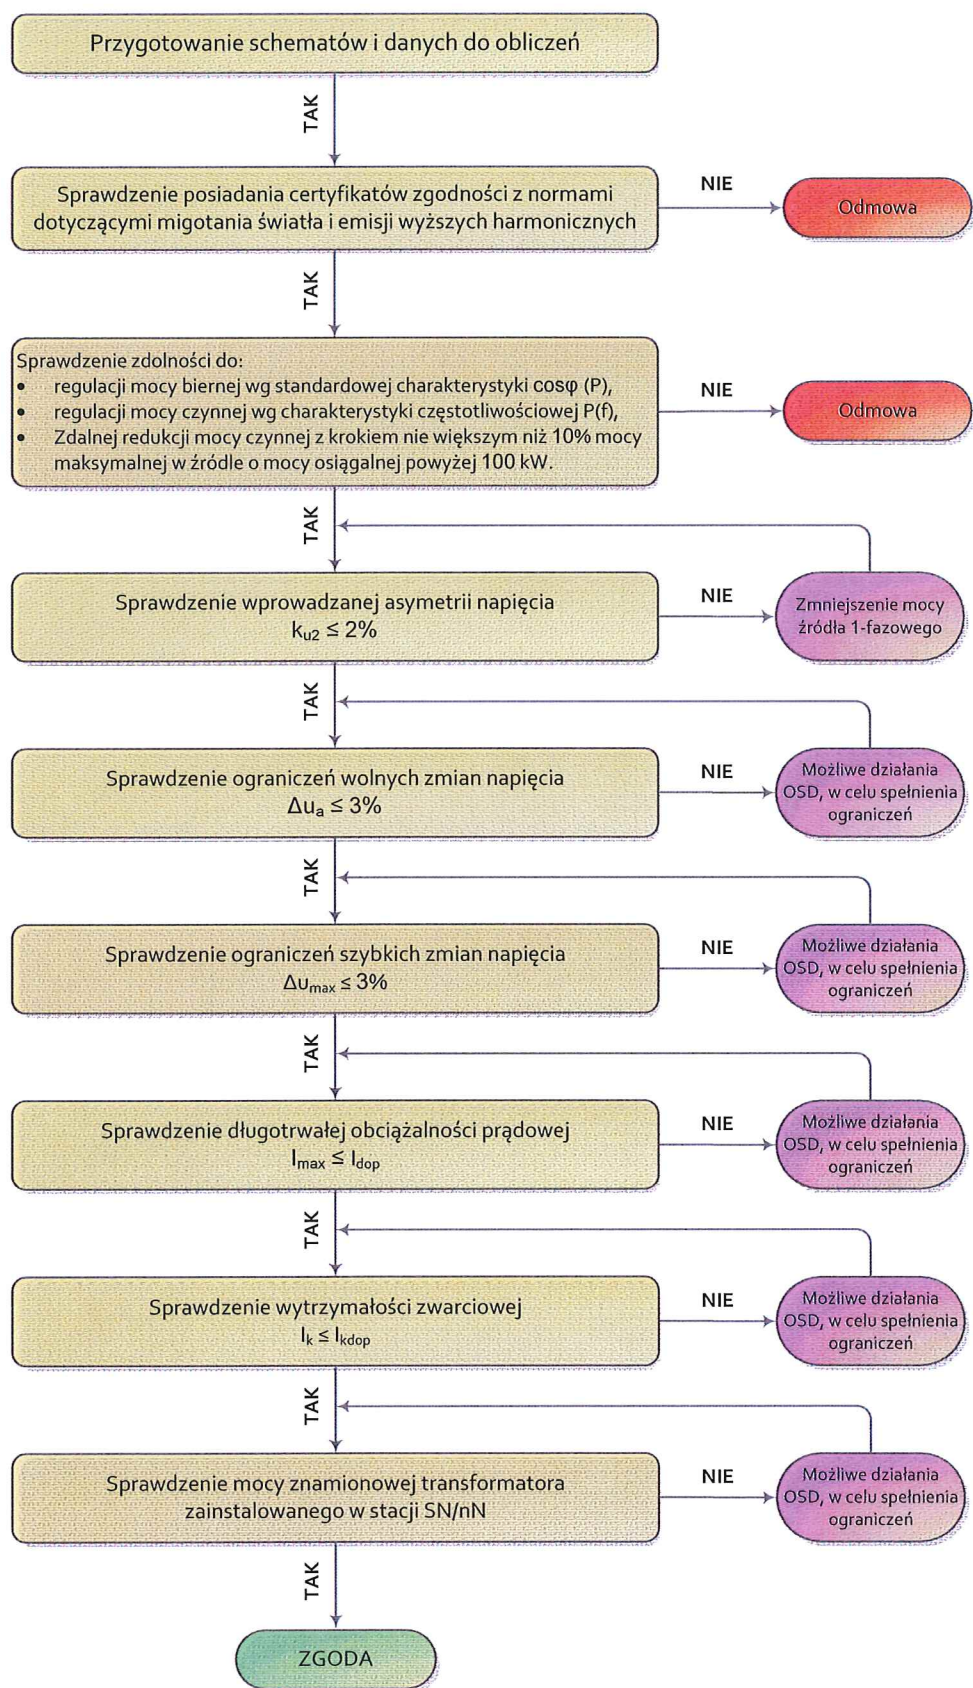 Przygotowanie schematów i danych do obliczeń
TAK
Sprawdzenie posiadania certyfikatów zgodności z normami
dotyczącymi migotania światła i emisji wyższych harmonicznych
NIE
Odmowa
TAK
Sprawdzenie zdolności do:
• regulacji mocy biernej wg standardowej charakterystyki cosφ (P),
• regulacji mocy czynnej wg charakterystyki częstotliwościowej P(f),
• Zdalnej redukcji mocy czynnej z krokiem nie większym niż 10% mocy
maksymalnej w źródle o mocy osiągalnej powyżej 100 kW.
NIE
Odmowa
TAK
Sprawdzenie wprowadzanej asymetrii napięcia
k_u2 ≤ 2%
NIE
Zmniejszenie mocy
źródła 1-fazowego
TAK
Sprawdzenie ograniczeń wolnych zmian napięcia
Δu_a ≤ 3%
NIE
Możliwe działania
OSD, w celu spełnienia
ograniczeń
TAK
Sprawdzenie ograniczeń szybkich zmian napięcia
Δu_max ≤ 3%
NIE
Możliwe działania
OSD, w celu spełnienia
ograniczeń
TAK
Sprawdzenie długotrwałej obciążalności prądowej
I_max ≤ I_dop
NIE
Możliwe działania
OSD, w celu spełnienia
ograniczeń
TAK
Sprawdzenie wytrzymałości zwarciowej
I_k ≤ I_kdop
NIE
Możliwe działania
OSD, w celu spełnienia
ograniczeń
TAK
Sprawdzenie mocy znamionowej transformatora
zainstalowanego w stacji SN/nN
NIE
Możliwe działania
OSD, w celu spełnienia
ograniczeń
TAK
ZGODA